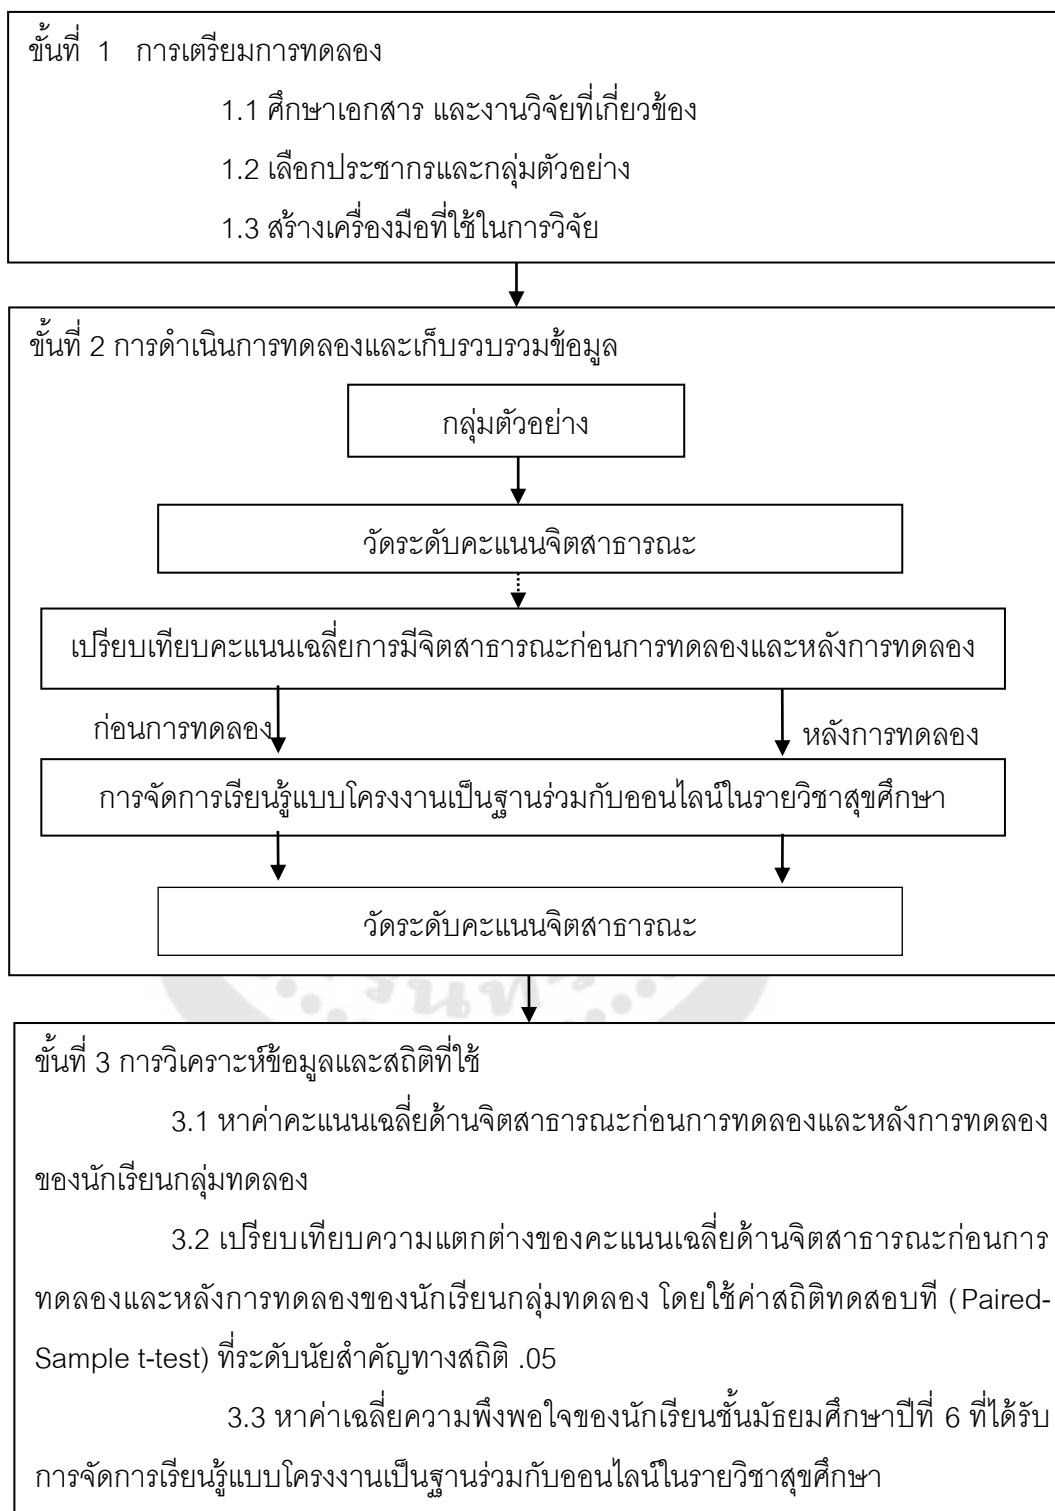 ขั้นที่ 1 การเตรียมการทดลอง
1.1 ศึกษาเอกสาร และงานวิจัยที่เกี่ยวข้อง
1.2 เลือกประชากรและกลุ่มตัวอย่าง
1.3 สร้างเครื่องมือที่ใช้ในการวิจัย
ขั้นที่ 2 การดำเนินการทดลองและเก็บรวบรวมข้อมูล
กลุ่มตัวอย่าง
วัดระดับคะแนนจิตสาธารณะ
เปรียบเทียบคะแนนเฉลี่ยการมีจิตสาธารณะก่อนการทดลองและหลังการทดลอง
ก่อนการทดลอง
หลังการทดลอง
การจัดการเรียนรู้แบบโครงงานเป็นฐานร่วมกับออนไลน์ในรายวิชาสุขศึกษา
วัดระดับคะแนนจิตสาธารณะ
ขั้นที่ 3 การวิเคราะห์ข้อมูลและสถิติที่ใช้
3.1 หาค่าคะแนนเฉลี่ยด้านจิตสาธารณะก่อนการทดลองและหลังการทดลอง
ของนักเรียนกลุ่มทดลอง
3.2 เปรียบเทียบความแตกต่างของคะแนนเฉลี่ยด้านจิตสาธารณะก่อนการ
ทดลองและหลังการทดลองของนักเรียนกลุ่มทดลอง โดยใช้ค่าสถิติทดสอบที (Paired-
Sample t-test) ที่ระดับนัยสำคัญทางสถิติ .05
3.3 หาค่าเฉลี่ยความพึงพอใจของนักเรียนชั้นมัธยมศึกษาปีที่ 6 ที่ได้รับ
การจัดการเรียนรู้แบบโครงงานเป็นฐานร่วมกับออนไลน์ในรายวิชาสุขศึกษา